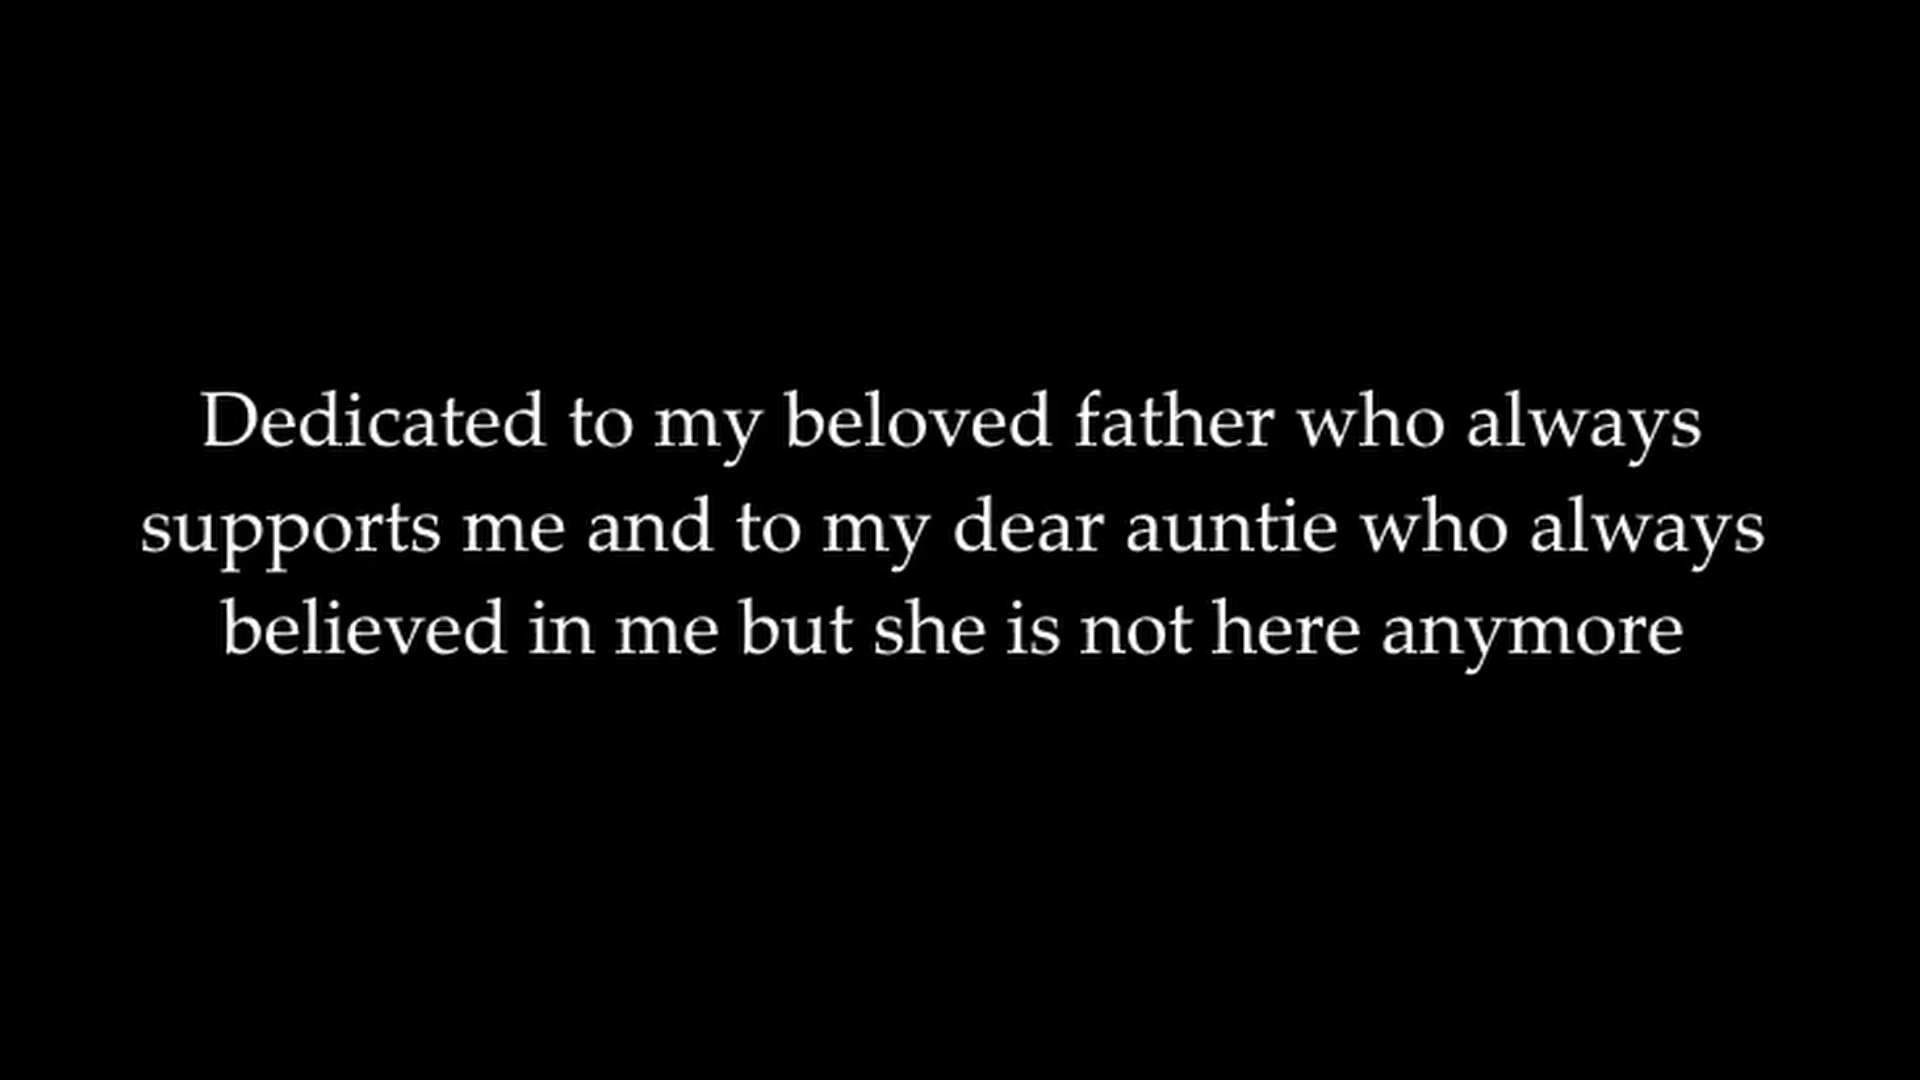 Dedicated to my beloved father who always
supports me and to my dear auntie who always
believed in me but she is not here anymore